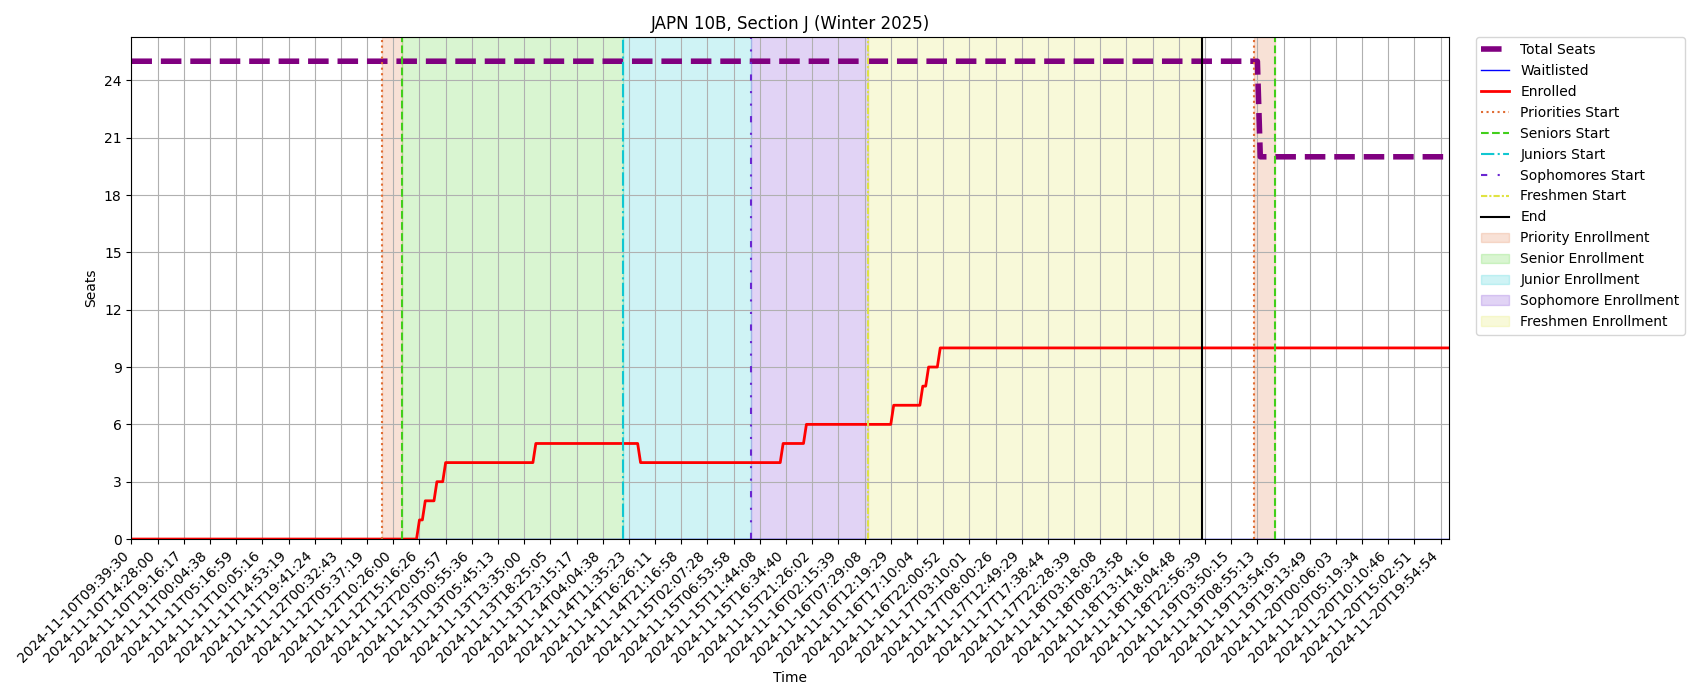 JAPN 10B, Section J (Winter 2025)
Seats
24
21
18
15
12
9
6
3
0
2024-11-10T09:39:30
2024-11-10T14:28:00
2024-11-10T19:16:17
2024-11-11T00:04:38
2024-11-11T05:16:59
2024-11-11T10:05:16
2024-11-11T14:53:19
2024-11-11T19:41:24
2024-11-12T00:32:43
2024-11-12T05:37:19
2024-11-12T10:26:00
2024-11-12T15:16:26
2024-11-12T20:05:57
2024-11-13T00:55:36
2024-11-13T05:45:13
2024-11-13T13:35:00
2024-11-13T18:25:05
2024-11-13T23:15:17
2024-11-14T04:04:38
2024-11-14T11:35:23
2024-11-14T16:26:11
2024-11-14T21:16:58
2024-11-15T02:07:28
2024-11-15T06:53:58
2024-11-15T11:44:08
2024-11-15T16:34:40
2024-11-15T21:26:02
2024-11-16T02:15:39
2024-11-16T07:29:08
2024-11-16T12:19:29
2024-11-16T17:10:04
2024-11-16T22:00:52
2024-11-17T03:10:01
2024-11-17T08:00:26
2024-11-17T12:49:29
2024-11-17T17:38:44
2024-11-17T22:28:39
2024-11-18T03:18:08
2024-11-18T08:23:58
2024-11-18T13:14:16
2024-11-18T18:04:48
2024-11-18T22:56:39
2024-11-19T03:50:15
2024-11-19T08:55:13
2024-11-19T13:54:05
2024-11-19T19:13:49
2024-11-20T00:06:03
2024-11-20T05:19:34
2024-11-20T10:10:46
2024-11-20T15:02:51
2024-11-20T19:54:54
Time
Total Seats
Waitlisted
Enrolled
Priorities Start
Seniors Start
Juniors Start
Sophomores Start
Freshmen Start
End
Priority Enrollment
Senior Enrollment
Junior Enrollment
Sophomore Enrollment
Freshmen Enrollment